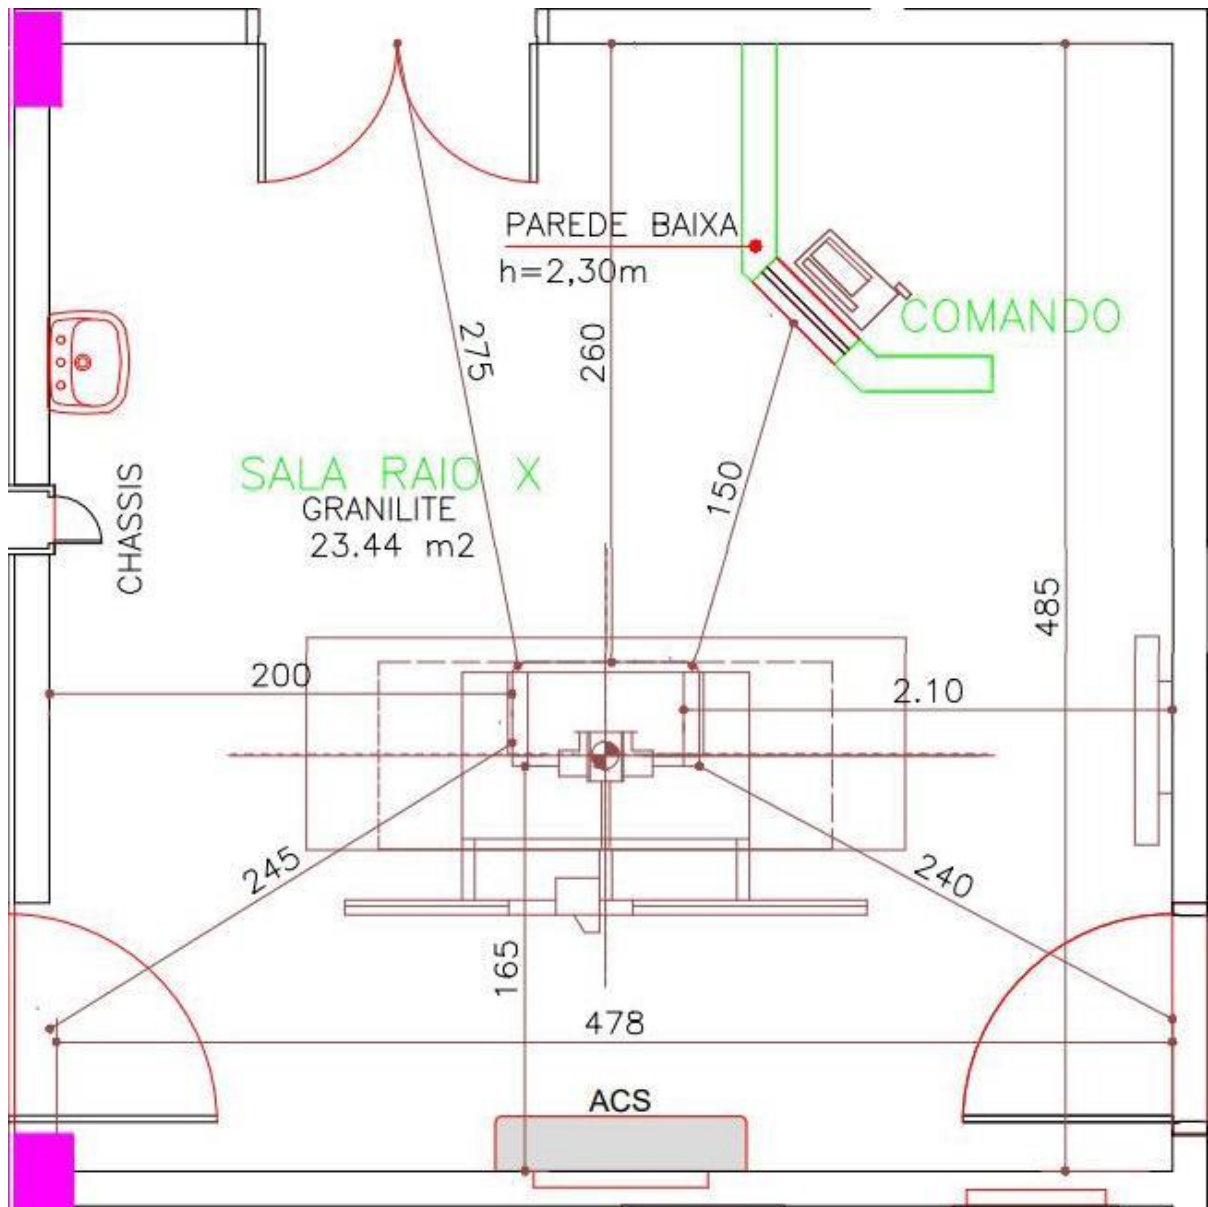 PAREDE BAIXA
h=2,30m
COMANDO
275
260
150
SALA RAIO X
GRANILITE
23.44 m2
CHASSIS
485
200
2.10
245
240
165
478
ACS